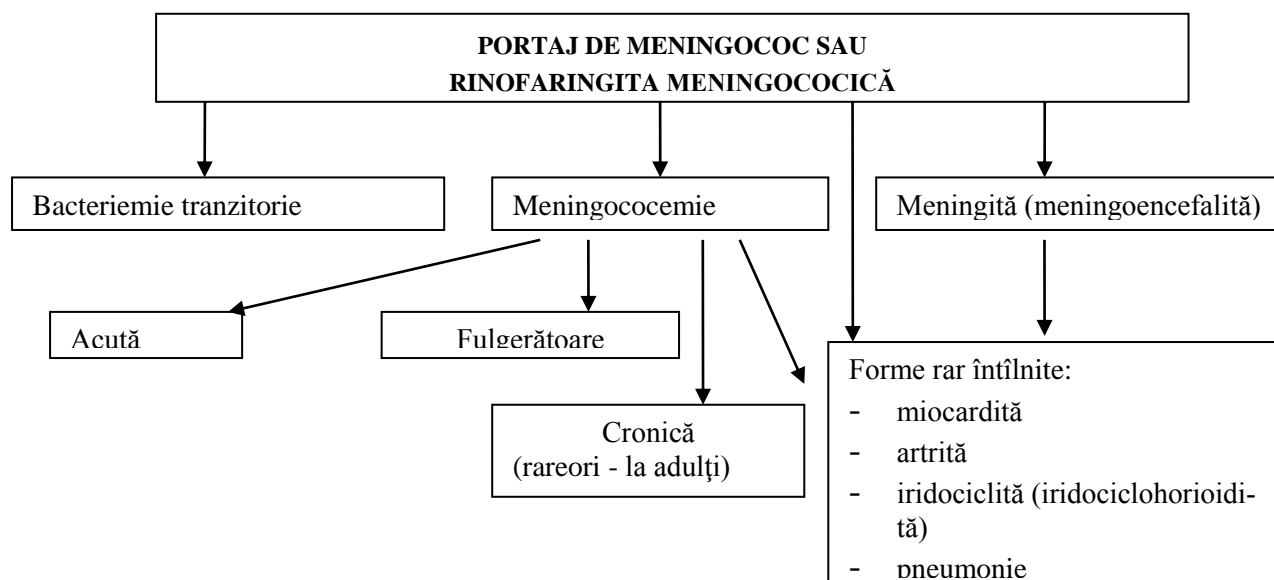 PORTAJ DE MENINGOCOC SAU
RINOFARINGITA MENINGOCOCICĂ
Bacteriemie tranzitorie
Meningococemie
Meningită (meningoencefalită)
Acută
Fulgerătoare
Cronică
(rareori - la adulţi)
Forme rar întîlnite:
- miocardită
- artrită
- iridociclită (iridociclohorioidi-
tă)
- pneumonie